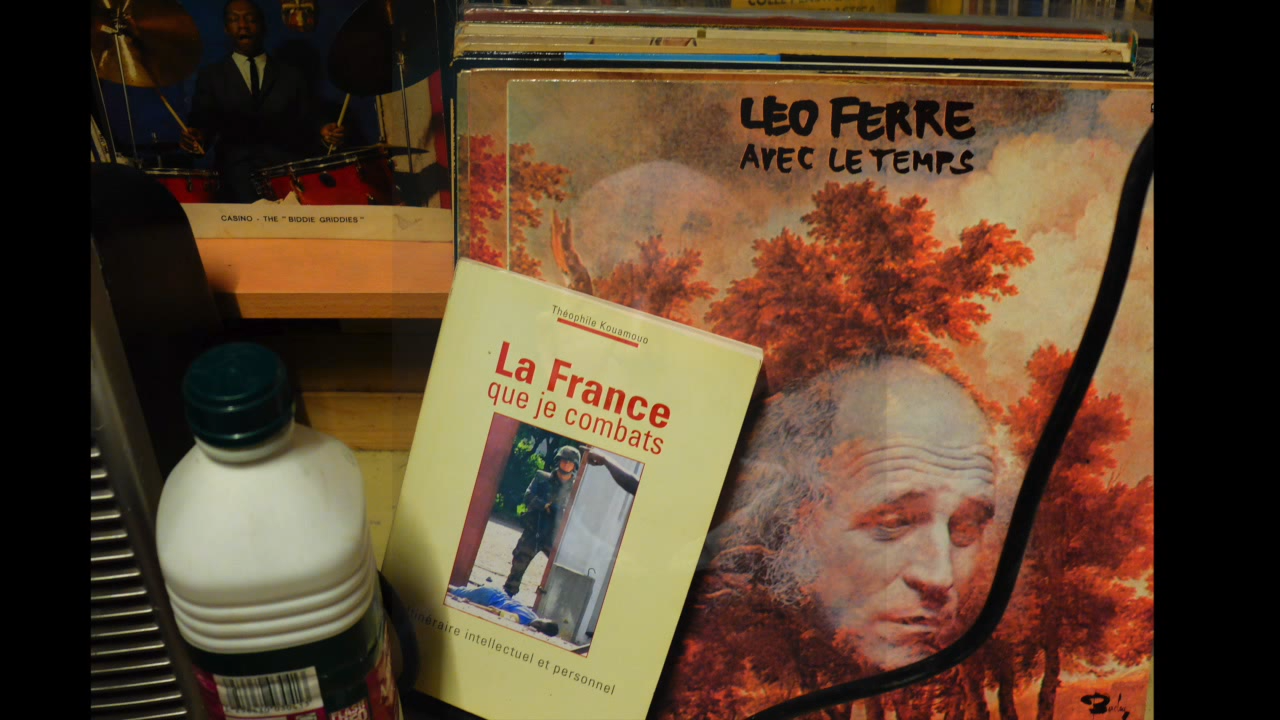 CASINO - THE "BIDDIE GRIDDIES"
LEO FERRE
AVEC LE TEMPS
Théophile Kouamouo
La France
que je combats
Itinéraire intellectuel et personnel
Barclay